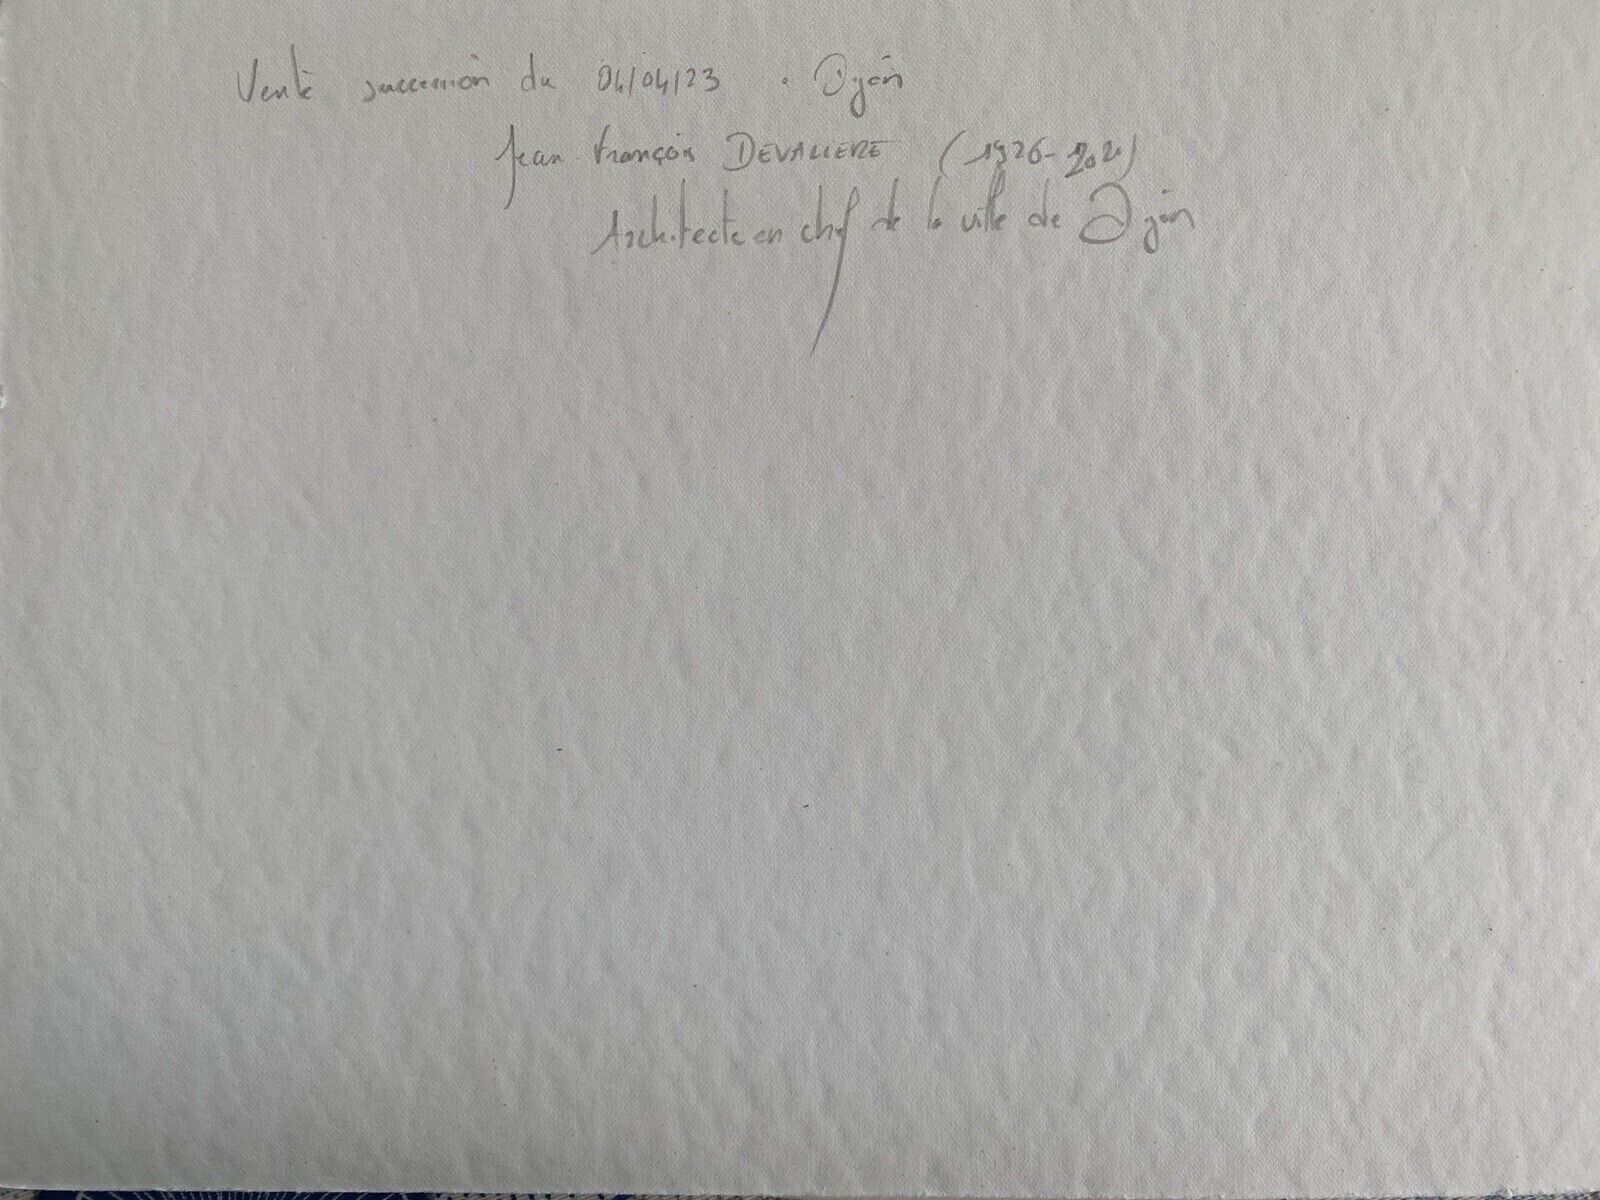 Vente succession du 04/04/23 . Dijon
Jean François DEVALIERE (1926-2021)
Architecte en chef de la ville de Dijon